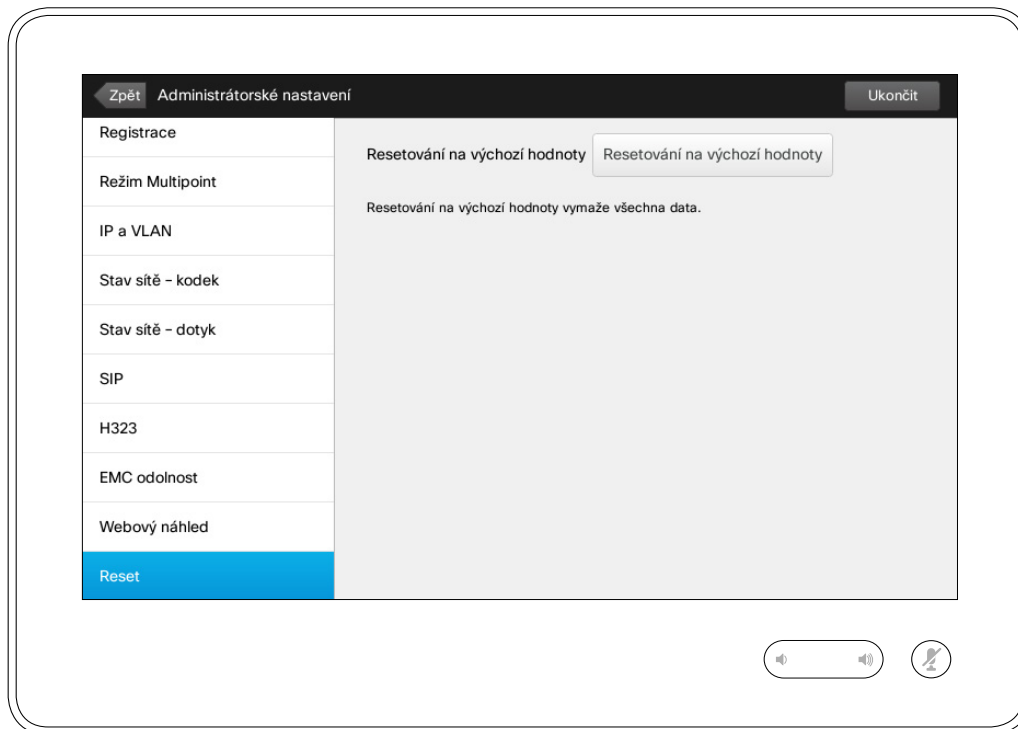 Zpět Administrátorské nastavení Ukončit
Registrace
Režim Multipoint
IP a VLAN
Stav sítě – kodek
Stav sítě – dotyk
SIP
H323
EMC odolnost
Webový náhled
Reset
Resetování na výchozí hodnoty Resetování na výchozí hodnoty
Resetování na výchozí hodnoty vymaže všechna data.